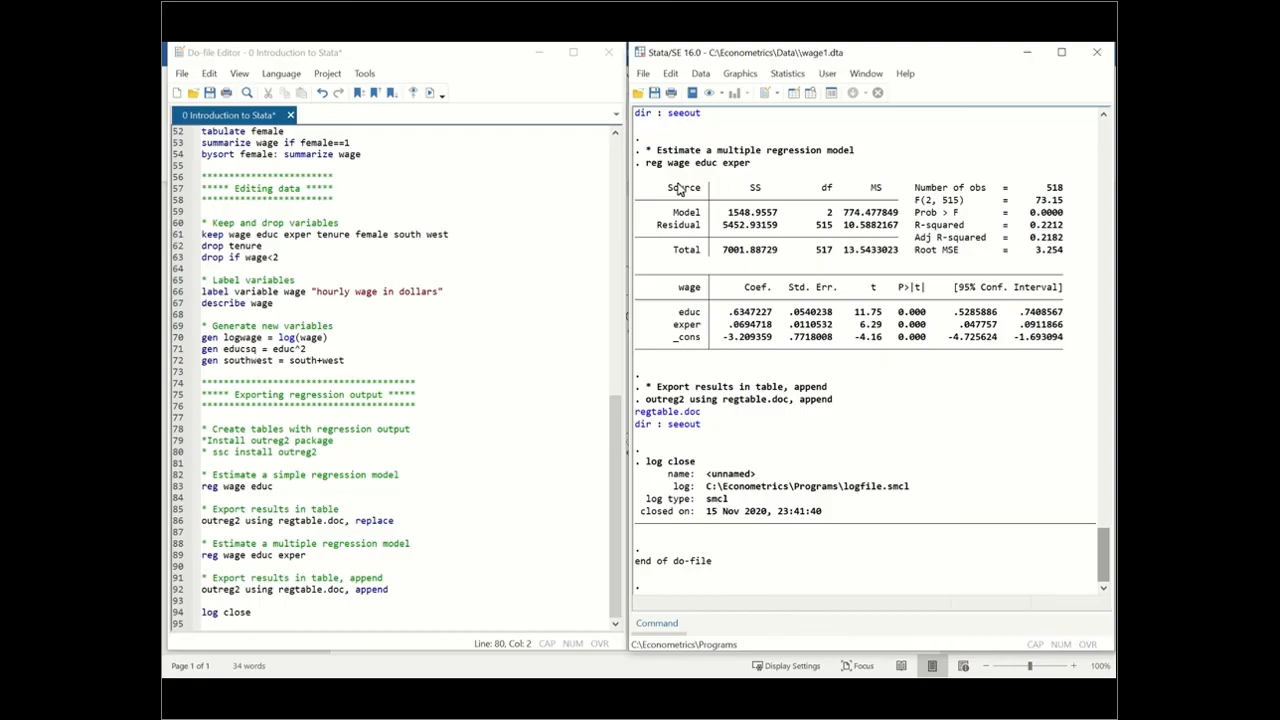 Do-file Editor - 0 Introduction to Stata*
File Edit View Language Project Tools
0 Introduction to Stata*
52 tabulate female
53 summarize wage if female==1
54 bysort female: summarize wage
55
56 ************************
57 ***** Editing data *****
58 ************************
59
60 * Keep and drop variables
61 keep wage educ exper tenure female south west
62 drop tenure
63 drop if wage<2
64
65 * Label variables
66 label variable wage "hourly wage in dollars"
67 describe wage
68
69 * Generate new variables
70 gen logwage = log(wage)
71 gen educsq = educ^2
72 gen southwest = south+west
73
74 ***************************************
75 ***** Exporting regression output *****
76 ***************************************
77
78 * Create tables with regression output
79 *Install outreg2 package
80 * ssc install outreg2
81
82 * Estimate a simple regression model
83 reg wage educ
84
85 * Export results in table
86 outreg2 using regtable.doc, replace
87
88 * Estimate a multiple regression model
89 reg wage educ exper
90
91 * Export results in table, append
92 outreg2 using regtable.doc, append
93
94 log close
95
Line: 80, Col: 2 CAP NUM OVR
Stata/SE 16.0 - C:\Econometrics\Data\\wage1.dta
File Edit Data Graphics Statistics User Window Help
dir : seeout
.
. * Estimate a multiple regression model
. reg wage educ exper
Source SS df MS Number of obs = 518
F(2, 515) = 73.15
Model 1548.9557 2 774.477849 Prob > F = 0.0000
Residual 5452.93159 515 10.5882167 R-squared = 0.2212
Adj R-squared = 0.2182
Total 7001.88729 517 13.5433023 Root MSE = 3.254
wage Coef. Std. Err. t P>|t| [95% Conf. Interval]
educ .6347227 .0540238 11.75 0.000 .5285886 .7408567
exper .0694718 .0110532 6.29 0.000 .047757 .0911866
_cons -3.209359 .7718008 -4.16 0.000 -4.725624 -1.693094
.
. * Export results in table, append
. outreg2 using regtable.doc, append
regtable.doc
dir : seeout
.
. log close
name: <unnamed>
log: C:\Econometrics\Programs\logfile.smcl
log type: smcl
closed on: 15 Nov 2020, 23:41:40
.
end of do-file
.
Command
C:\Econometrics\Programs CAP NUM OVR
Page 1 of 1 34 words Display Settings Focus 100%